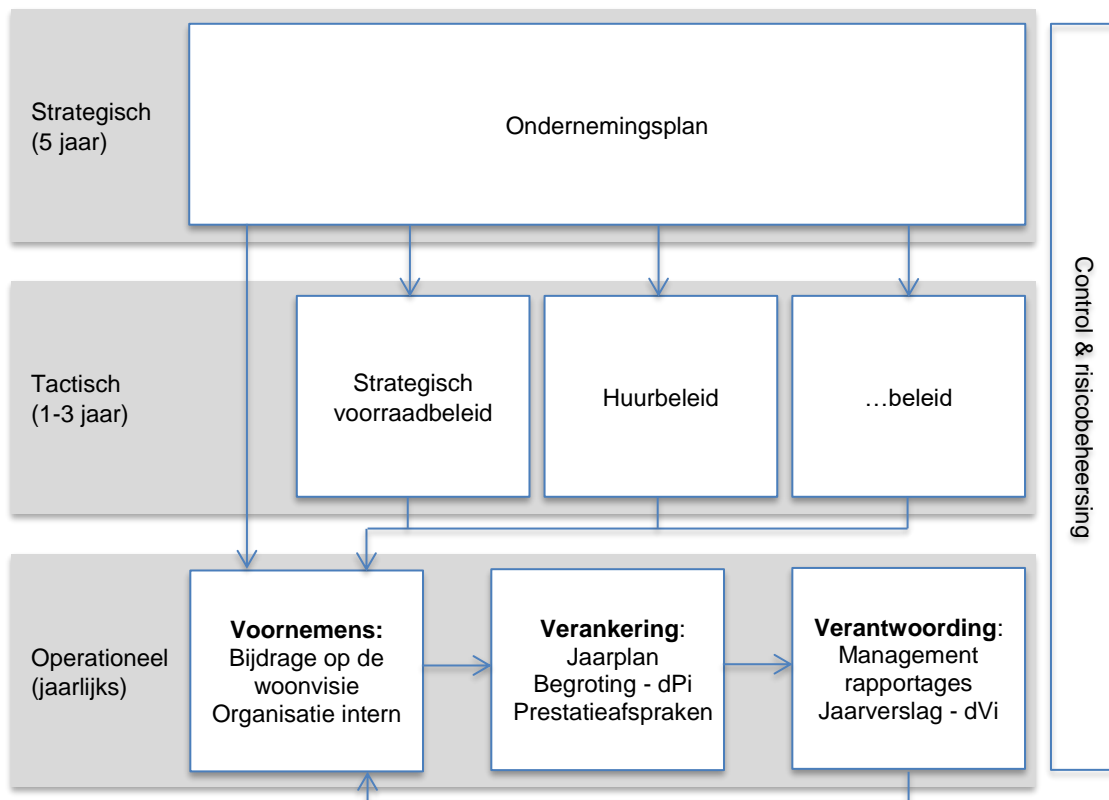 Strategisch
(5 jaar)
Ondernemingsplan
Tactisch
(1-3 jaar)
Strategisch
voorraadbeleid
Huurbeleid
…beleid
Operationeel
(jaarlijks)
Voornemens:
Bijdrage op de
woonvisie
Organisatie intern
Verankering:
Jaarplan
Begroting - dPi
Prestatieafspraken
Verantwoording:
Management
rapportages
Jaarverslag - dVi
Control & risicobeheersing